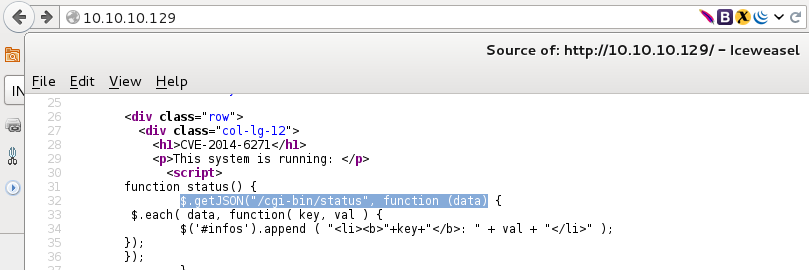 10.10.10.129
Source of: http://10.10.10.129/ - Iceweasel
File Edit View Help
IN
25
26 <div class="row">
27 <div class="col-lg-12">
28 <h1>CVE-2014-6271</h1>
29 <p>This system is running: </p>
30 <script>
31 function status() {
32 $.getJSON("/cgi-bin/status", function (data) {
33 $.each( data, function( key, val ) {
34 $('#infos').append ( "<li><b>"+key+"</b>: " + val + "</li>" );
35 });
36 });
37 }